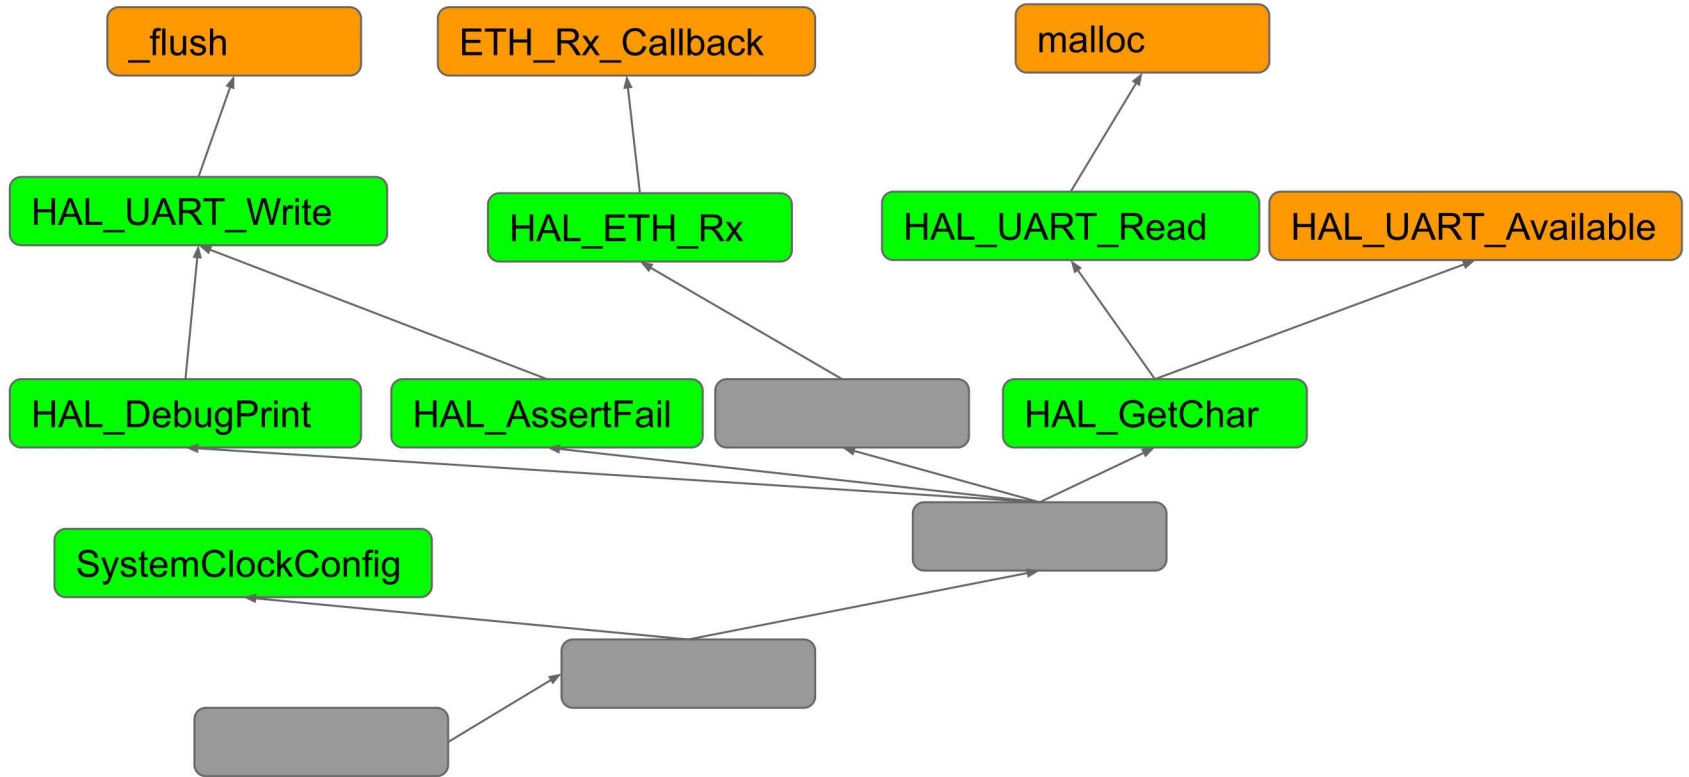 _flush
ETH_Rx_Callback
malloc
HAL_UART_Write
HAL_ETH_Rx
HAL_UART_Read
HAL_UART_Available
HAL_DebugPrint
HAL_AssertFail
HAL_GetChar
SystemClockConfig